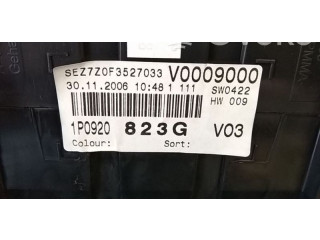 SEZ7Z0F3527033 V0009000
30.11.2006 10:48 1 111 SW0422
HW 009
1P0920 823G V03
Colour: Sort: